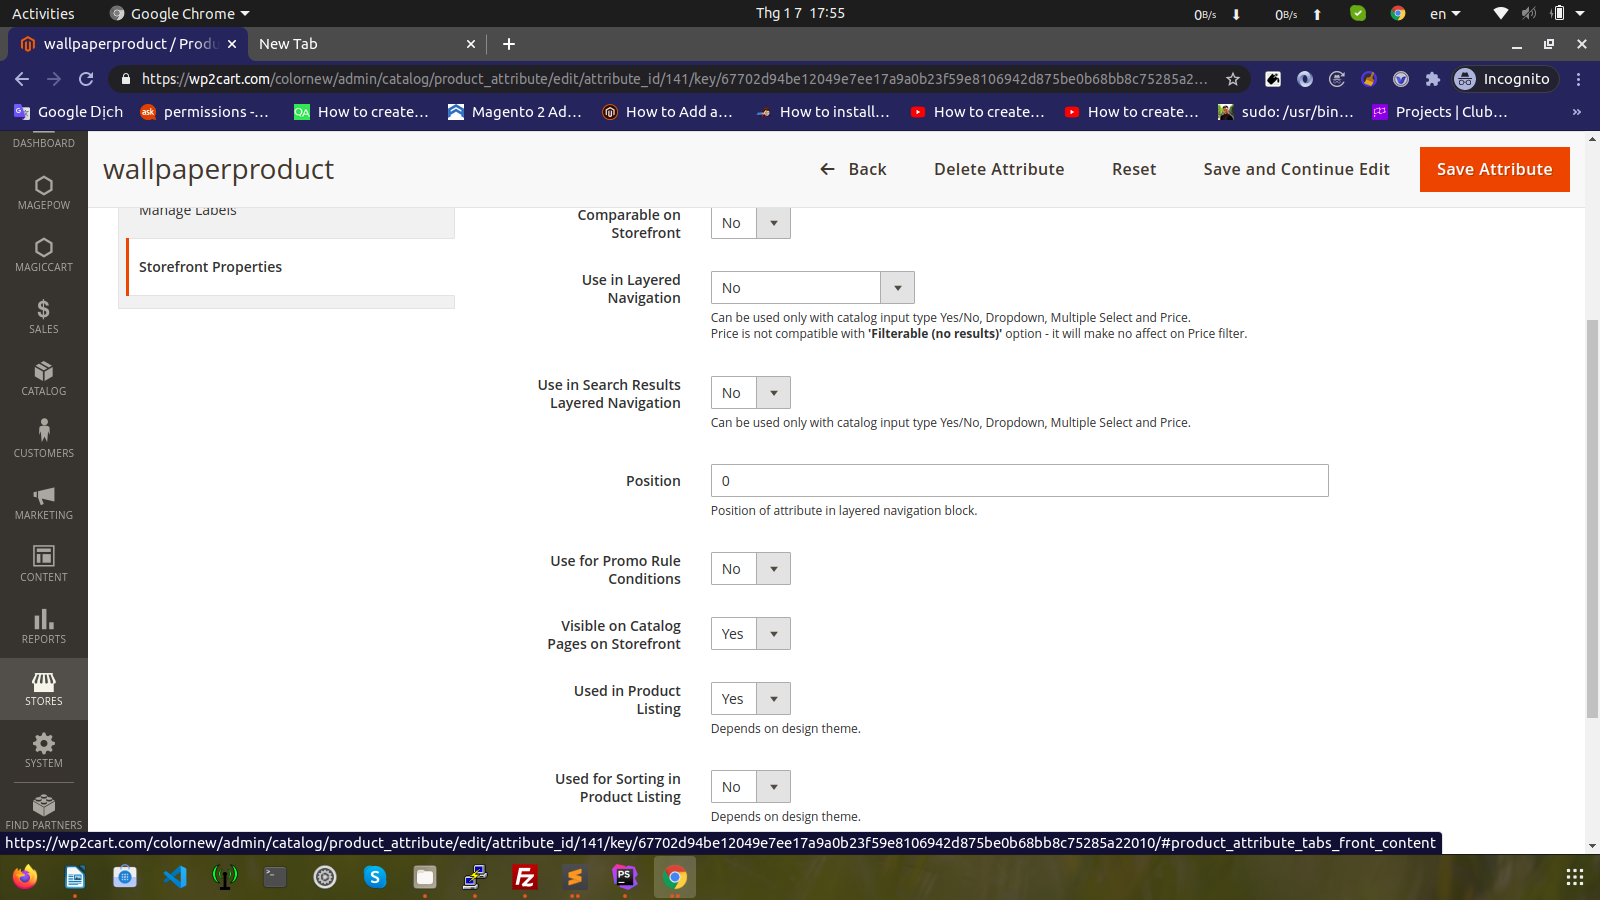 Activities
Google Chrome
Thg 1 7 17:55
0B/s
0B/s
en
wallpaperproduct / Produ
New Tab
https://wp2cart.com/colornew/admin/catalog/product_attribute/edit/attribute_id/141/key/67702d94be12049e7ee17a9a0b23f59e8106942d875be0b68bb8c75285a2...
Incognito
Google Dịch
permissions -...
How to create...
Magento 2 Ad...
How to Add a...
How to install...
How to create...
How to create...
sudo: /usr/bin...
Projects | Club...
»
DASHBOARD
MAGEPOW
MAGICCART
SALES
CATALOG
CUSTOMERS
MARKETING
CONTENT
REPORTS
STORES
SYSTEM
FIND PARTNERS
wallpaperproduct
Back
Delete Attribute
Reset
Save and Continue Edit
Save Attribute
Manage Labels
Storefront Properties
Comparable on
Storefront
No
Use in Layered
Navigation
No
Can be used only with catalog input type Yes/No, Dropdown, Multiple Select and Price.
Price is not compatible with 'Filterable (no results)' option - it will make no affect on Price filter.
Use in Search Results
Layered Navigation
No
Can be used only with catalog input type Yes/No, Dropdown, Multiple Select and Price.
Position
0
Position of attribute in layered navigation block.
Use for Promo Rule
Conditions
No
Visible on Catalog
Pages on Storefront
Yes
Used in Product
Listing
Yes
Depends on design theme.
Used for Sorting in
Product Listing
No
Depends on design theme.
https://wp2cart.com/colornew/admin/catalog/product_attribute/edit/attribute_id/141/key/67702d94be12049e7ee17a9a0b23f59e8106942d875be0b68bb8c75285a22010/#product_attribute_tabs_front_content